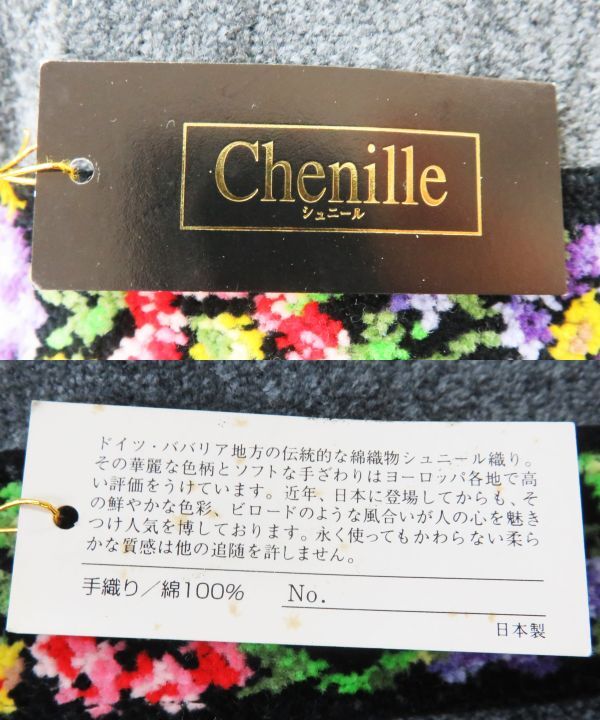 Chenille
シュニール
ドイツ・ババリア地方の伝統的な綿織物シュニール織り。
その華麗な色柄とソフトな手ざわりはヨーロッパ各地で高
い評価をうけています。近年、日本に登場してからも、そ
の鮮やかな色彩、ビロードのような風合いが人の心を魅き
つけ人気を博しております。永く使ってもかわらない柔ら
かな質感は他の追随を許しません。
手織り／綿100% No.
日本製